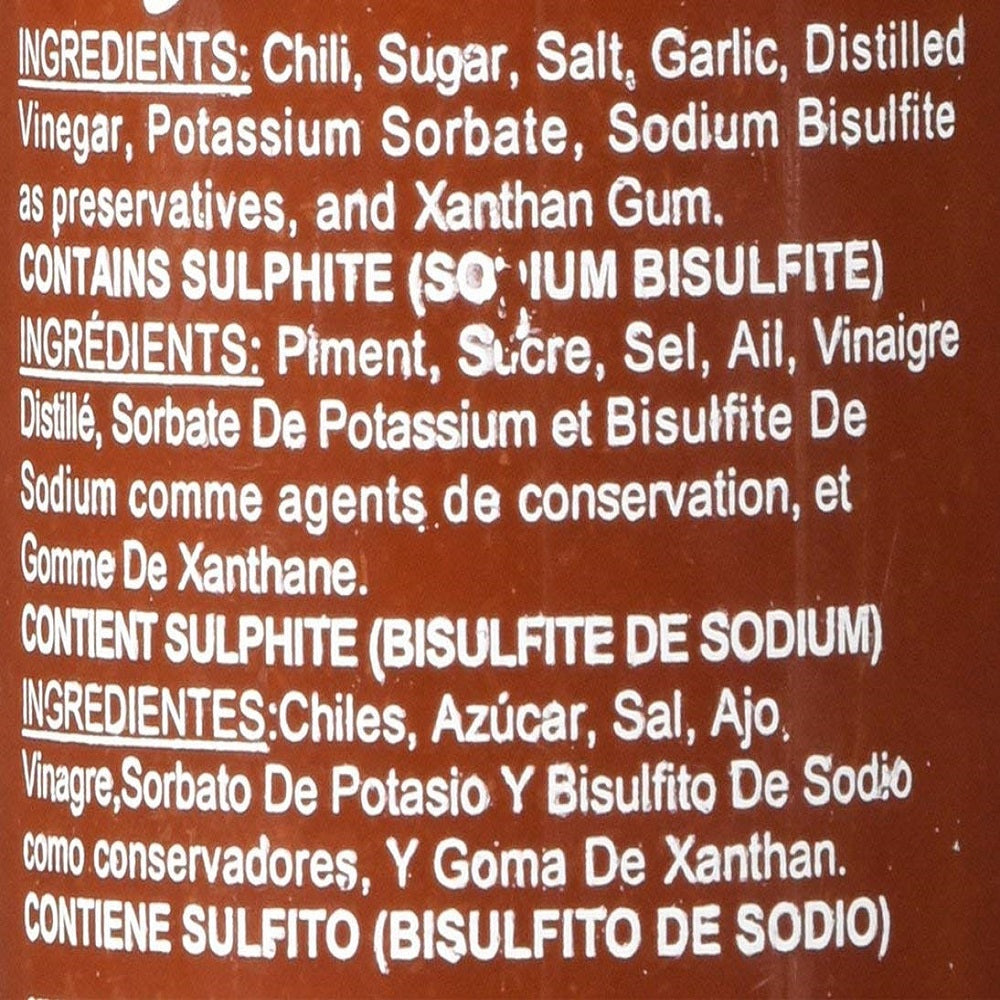 INGREDIENTS: Chili, Sugar, Salt, Garlic, Distilled
Vinegar, Potassium Sorbate, Sodium Bisulfite
as preservatives, and Xanthan Gum.
CONTAINS SULPHITE (SODIUM BISULFITE)
INGRÉDIENTS: Piment, Sucre, Sel, Ail, Vinaigre
Distillé, Sorbate De Potassium et Bisulfite De
Sodium comme agents de conservation, et
Gomme De Xanthane.
CONTIENT SULPHITE (BISULFITE DE SODIUM)
INGREDIENTES:Chiles, Azúcar, Sal, Ajo,
Vinagre,Sorbato De Potasio Y Bisulfito De Sodio
como conservadores, Y Goma De Xanthan.
CONTIENE SULFITO (BISULFITO DE SODIO)